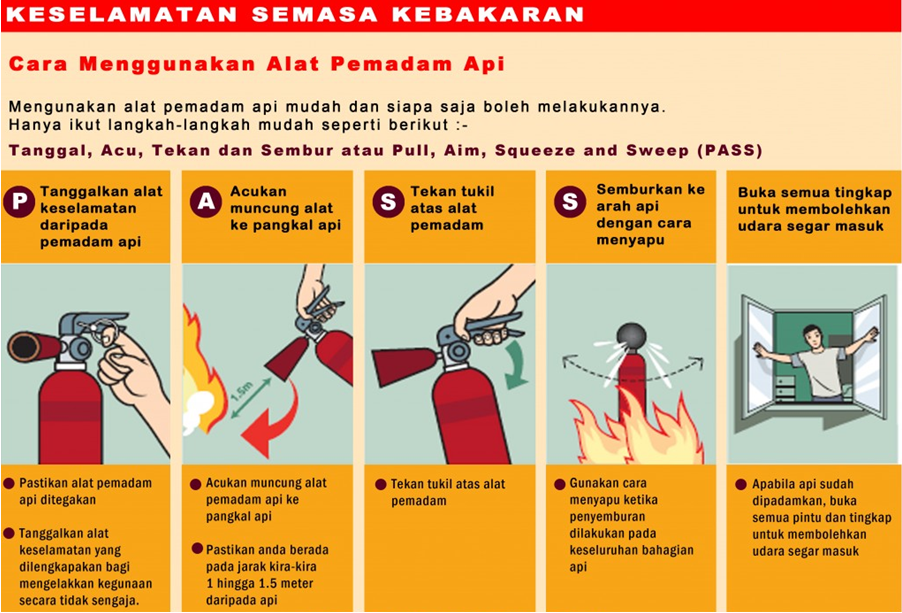 KESELAMATAN SEMASA KEBAKARAN
Cara Menggunakan Alat Pemadam Api
Mengunakan alat pemadam api mudah dan siapa saja boleh melakukannya.
Hanya ikut langkah-langkah mudah seperti berikut :-
Tanggal, Acu, Tekan dan Sembur atau Pull, Aim, Squeeze and Sweep (PASS)
P
Tanggalkan alat
keselamatan
daripada
pemadam api
A
Acukan
muncung alat
ke pangkal api
S
Tekan tukil
atas alat
pemadam
S
Semburkan ke
arah api
dengan cara
menyapu
Buka semua tingkap
untuk membolehkan
udara segar masuk
1.5m
Pastikan alat pemadam
api ditegakan
Tanggalkan alat
keselamatan yang
dilengkapakan bagi
mengelakkan kegunaan
secara tidak sengaja.
Acukan muncung alat
pemadam api ke
pangkal api
Pastikan anda berada
pada jarak kira-kira
1 hingga 1.5 meter
daripada api
Tekan tukil atas alat
pemadam
Gunakan cara
menyapu ketika
penyemburan
dilakukan pada
keseluruhan bahagian
api
Apabila api sudah
dipadamkan, buka
semua pintu dan tingkap
untuk membolehkan
udara segar masuk